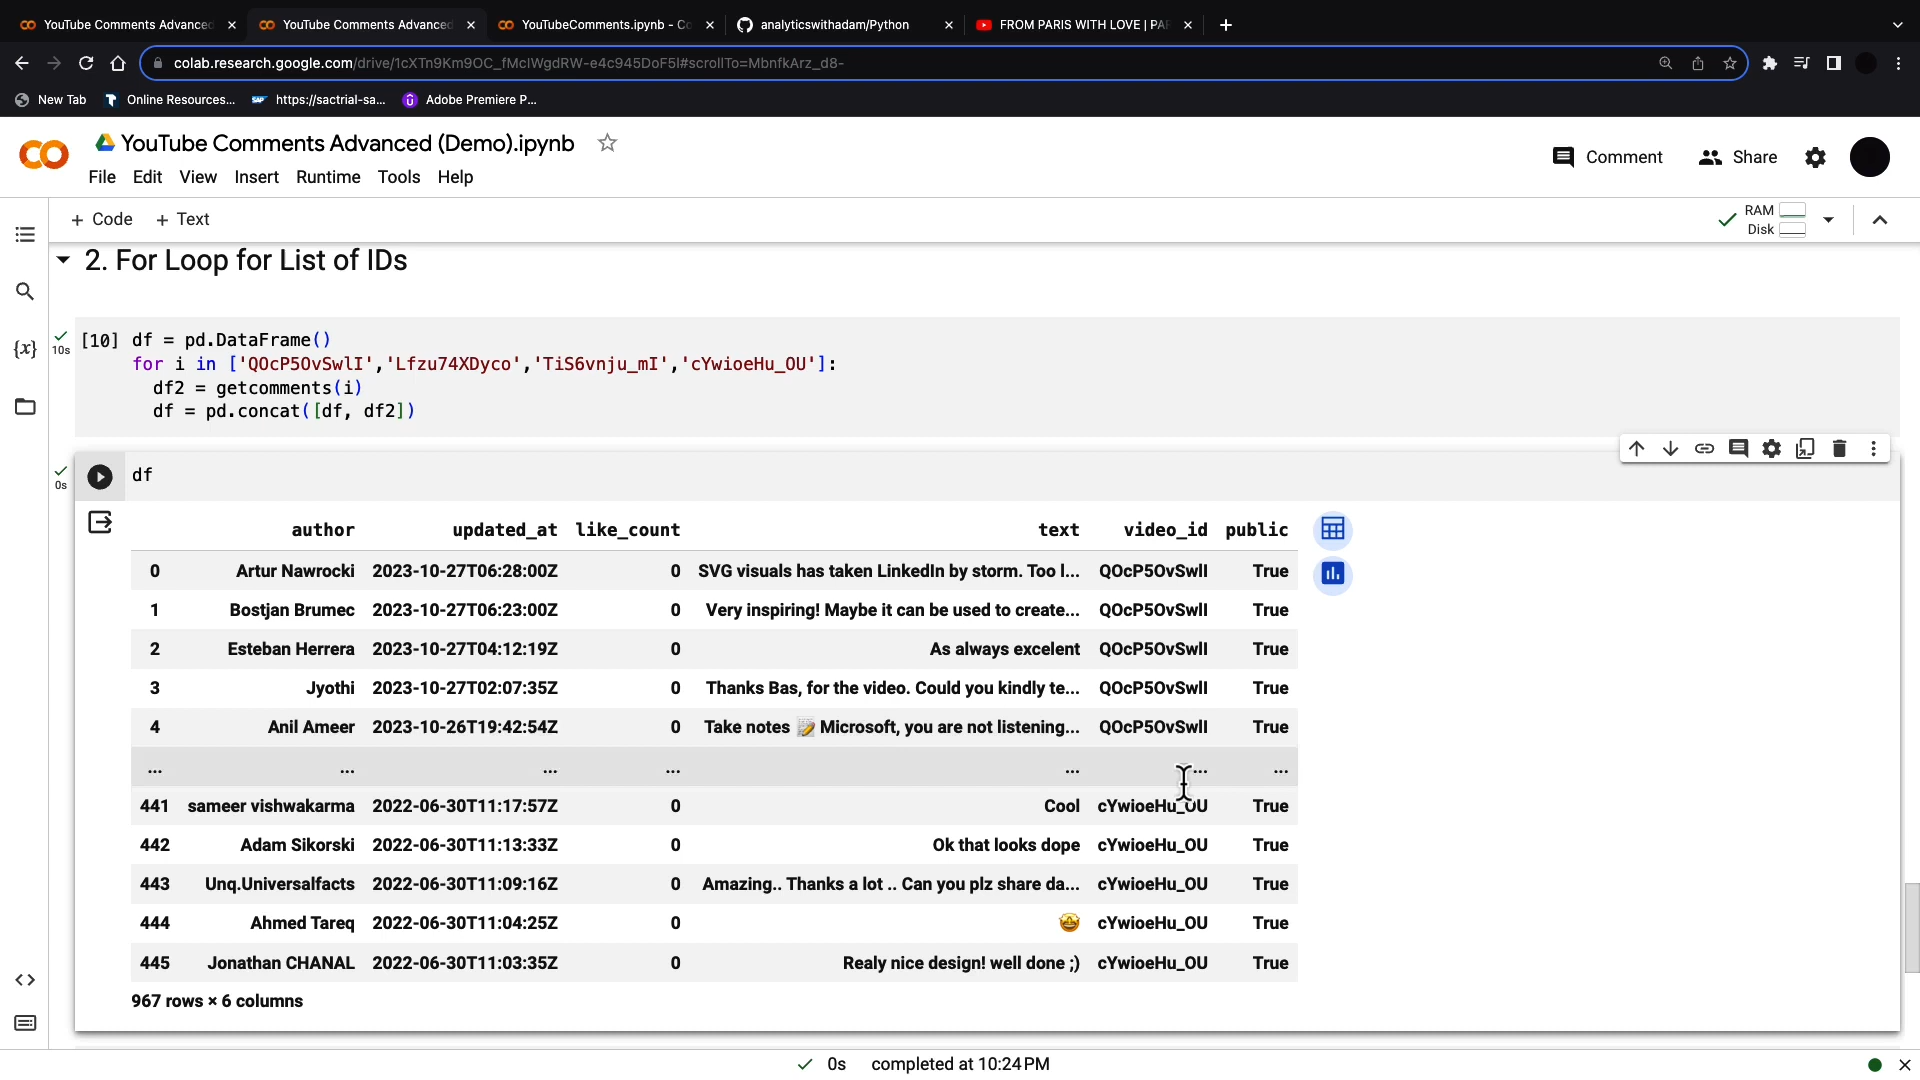 YouTube Comments Advanced
YouTube Comments Advanced
YouTubeComments.ipynb - Co
analyticswithadam/Python
FROM PARIS WITH LOVE | PAR
colab.research.google.com/drive/1cXTn9Km9OC_fMclWgdRW-e4c945DoF5I#scrollTo=MbnfkArz_d8-
New Tab
Online Resources...
https://sactrial-sa...
Adobe Premiere P...
YouTube Comments Advanced (Demo).ipynb
Comment
Share
File Edit View Insert Runtime Tools Help
+ Code + Text
RAM
Disk
2. For Loop for List of IDs
10s
[10] df = pd.DataFrame()
for i in ['QOcP5OvSwlI','Lfzu74XDyco','TiS6vnju_mI','cYwioeHu_OU']:
df2 = getcomments(i)
df = pd.concat([df, df2])
{x}
0s
df
author updated_at like_count text video_id public
0 Artur Nawrocki 2023-10-27T06:28:00Z 0 SVG visuals has taken LinkedIn by storm. Too l... QOcP5OvSwlI True
1 Bostjan Brumec 2023-10-27T06:23:00Z 0 Very inspiring! Maybe it can be used to create... QOcP5OvSwlI True
2 Esteban Herrera 2023-10-27T04:12:19Z 0 As always excelent QOcP5OvSwlI True
3 Jyothi 2023-10-27T02:07:35Z 0 Thanks Bas, for the video. Could you kindly te... QOcP5OvSwlI True
4 Anil Ameer 2023-10-26T19:42:54Z 0 Take notes 📝 Microsoft, you are not listening... QOcP5OvSwlI True
... ... ... ... ... ... ...
441 sameer vishwakarma 2022-06-30T11:17:57Z 0 Cool cYwioeHu_OU True
442 Adam Sikorski 2022-06-30T11:13:33Z 0 Ok that looks dope cYwioeHu_OU True
443 Unq.Universalfacts 2022-06-30T11:09:16Z 0 Amazing.. Thanks a lot .. Can you plz share da... cYwioeHu_OU True
444 Ahmed Tareq 2022-06-30T11:04:25Z 0 🤩 cYwioeHu_OU True
445 Jonathan CHANAL 2022-06-30T11:03:35Z 0 Realy nice design! well done ;) cYwioeHu_OU True
967 rows × 6 columns
0s completed at 10:24 PM